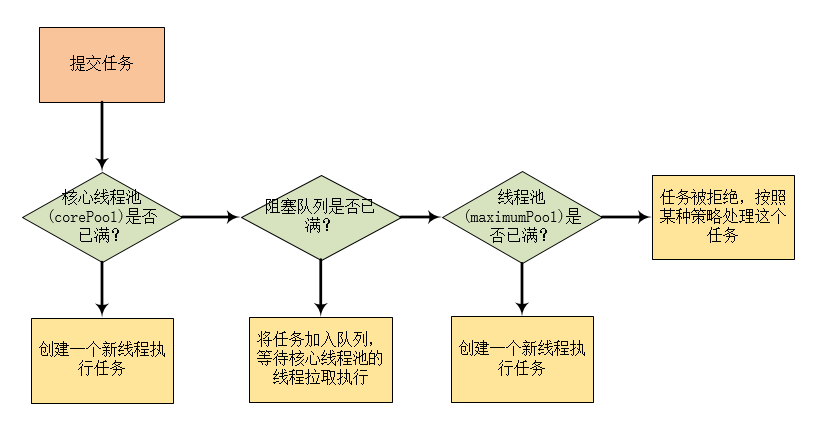 提交任务
核心线程池
(corePool)是否
已满?
阻塞队列是否已
满?
线程池
(maximumPool)是
否已满?
任务被拒绝，按照
某种策略处理这个
任务
创建一个新线程执
行任务
将任务加入队列，
等待核心线程池的
线程拉取执行
创建一个新线程执
行任务